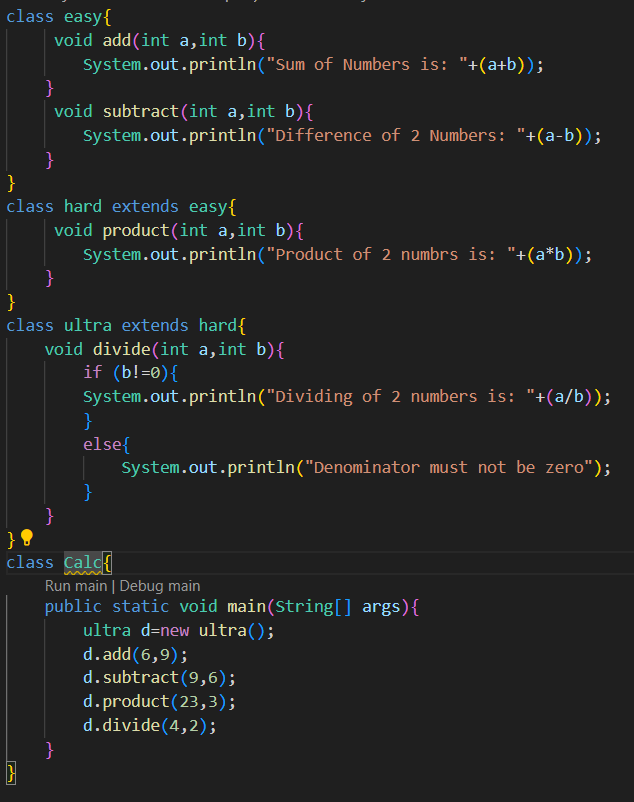 class easy{
    void add(int a,int b){
        System.out.println("Sum of Numbers is: "+(a+b));
    }
    void subtract(int a,int b){
        System.out.println("Difference of 2 Numbers: "+(a-b));
    }
}
class hard extends easy{
    void product(int a,int b){
        System.out.println("Product of 2 numbrs is: "+(a*b));
    }
}
class ultra extends hard{
    void divide(int a,int b){
        if (b!=0){
        System.out.println("Dividing of 2 numbers is: "+(a/b));
        }
        else{
            System.out.println("Denominator must not be zero");
        }
    }
}
class Calc{
    Run main | Debug main
    public static void main(String[] args){
        ultra d=new ultra();
        d.add(6,9);
        d.subtract(9,6);
        d.product(23,3);
        d.divide(4,2);
    }
}